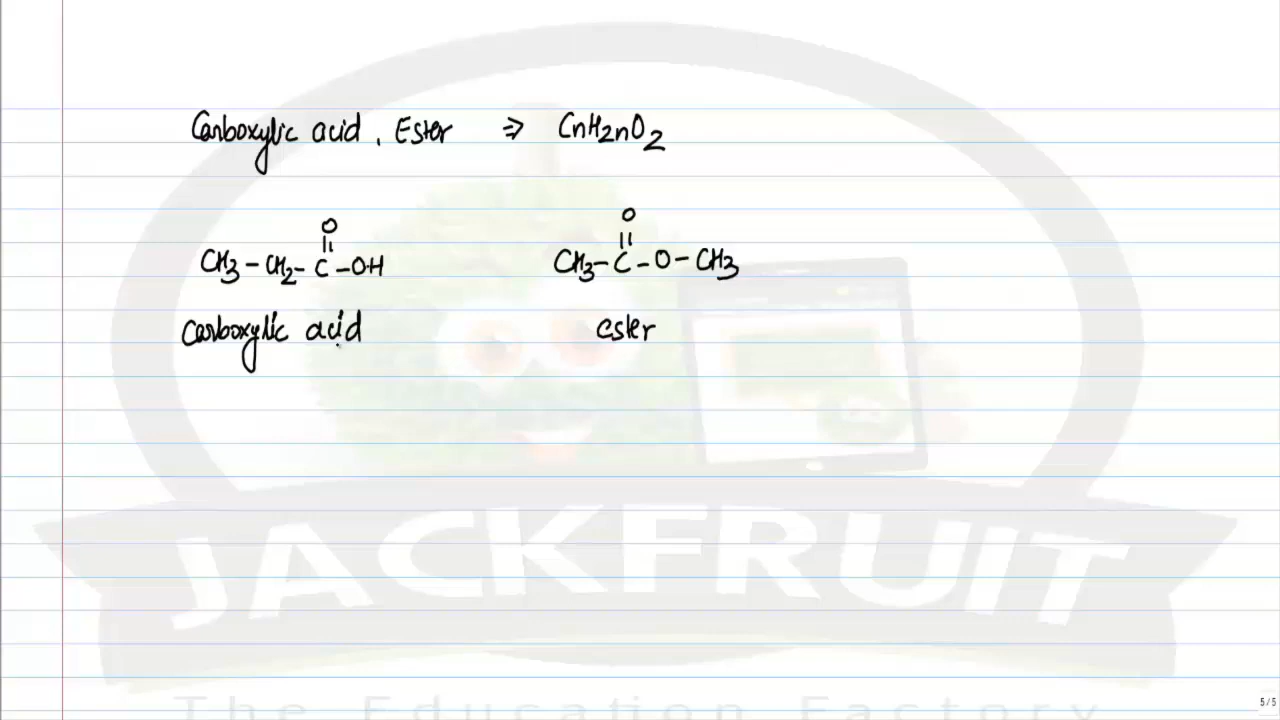 Carboxylic acid, Ester ⇒ CnH2nO2
O O
|| ||
CH3 – CH2 – C – OH CH3 – C – O – CH3
carboxylic acid ester
JACKFRUIT
The Education Factory
5/5